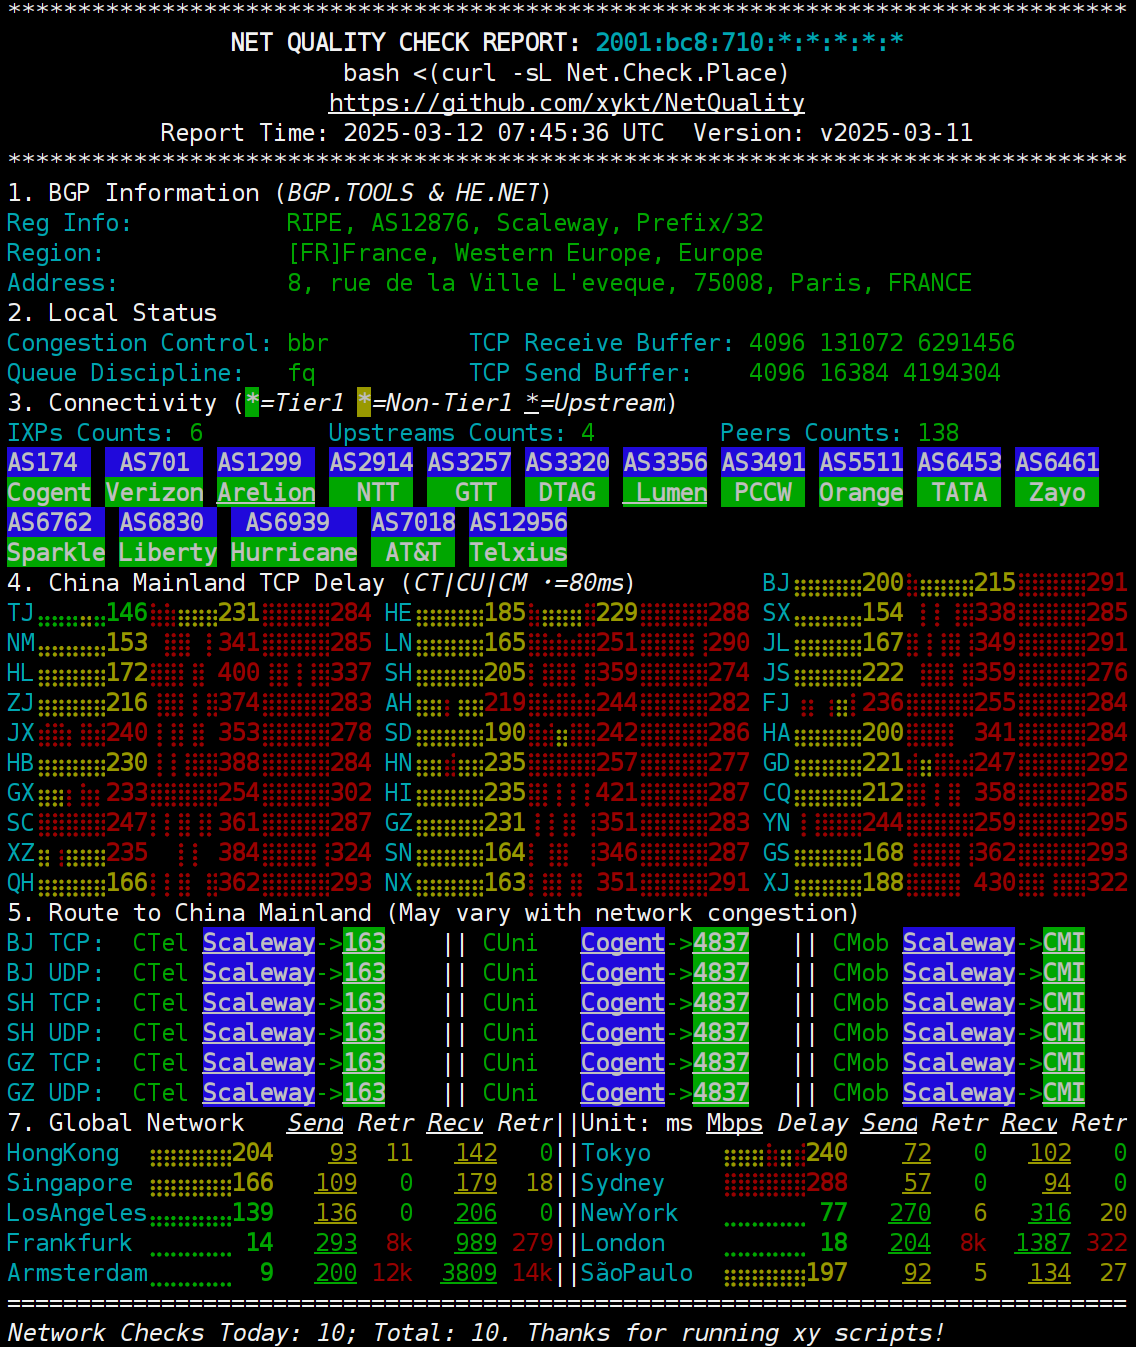 ********************************************************************************
NET QUALITY CHECK REPORT: 2001:bc8:710:*:*:*:*:*
bash <(curl -sL Net.Check.Place)
https://github.com/xykt/NetQuality
Report Time: 2025-03-12 07:45:36 UTC  Version: v2025-03-11
********************************************************************************
1. BGP Information (BGP.TOOLS & HE.NET)
Reg Info: RIPE, AS12876, Scaleway, Prefix/32
Region: [FR]France, Western Europe, Europe
Address: 8, rue de la Ville L'eveque, 75008, Paris, FRANCE
2. Local Status
Congestion Control: bbr TCP Receive Buffer: 4096 131072 6291456
Queue Discipline: fq TCP Send Buffer: 4096 16384 4194304
3. Connectivity (*=Tier1 *=Non-Tier1 *=Upstream)
IXPs Counts: 6 Upstreams Counts: 4 Peers Counts: 138
AS174 AS701 AS1299 AS2914 AS3257 AS3320 AS3356 AS3491 AS5511 AS6453 AS6461
Cogent Verizon Arelion NTT GTT DTAG Lumen PCCW Orange TATA Zayo
AS6762 AS6830 AS6939 AS7018 AS12956
Sparkle Liberty Hurricane AT&T Telxius
4. China Mainland TCP Delay (CT|CU|CM ·=80ms) BJ 200 215 291
TJ 146 231 284 HE 185 229 288 SX 154 338 285
NM 153 341 285 LN 165 251 290 JL 167 349 291
HL 172 400 337 SH 205 359 274 JS 222 359 276
ZJ 216 374 283 AH 219 244 282 FJ 236 255 284
JX 240 353 278 SD 190 242 286 HA 200 341 284
HB 230 388 284 HN 235 257 277 GD 221 247 292
GX 233 254 302 HI 235 421 287 CQ 212 358 285
SC 247 361 287 GZ 231 351 283 YN 244 259 295
XZ 235 384 324 SN 164 346 287 GS 168 362 293
QH 166 362 293 NX 163 351 291 XJ 188 430 322
5. Route to China Mainland (May vary with network congestion)
BJ TCP: CTel Scaleway->163 || CUni Cogent->4837 || CMob Scaleway->CMI
BJ UDP: CTel Scaleway->163 || CUni Cogent->4837 || CMob Scaleway->CMI
SH TCP: CTel Scaleway->163 || CUni Cogent->4837 || CMob Scaleway->CMI
SH UDP: CTel Scaleway->163 || CUni Cogent->4837 || CMob Scaleway->CMI
GZ TCP: CTel Scaleway->163 || CUni Cogent->4837 || CMob Scaleway->CMI
GZ UDP: CTel Scaleway->163 || CUni Cogent->4837 || CMob Scaleway->CMI
7. Global Network Send Retr Recv Retr||Unit: ms Mbps Delay Send Retr Recv Retr
HongKong 204 93 11 142 0||Tokyo 240 72 0 102 0
Singapore 166 109 0 179 18||Sydney 288 57 0 94 0
LosAngeles 139 136 0 206 0||NewYork 77 270 6 316 20
Frankfurk 14 293 8k 989 279||London 18 204 8k 1387 322
Armsterdam 9 200 12k 3809 14k||SãoPaulo 197 92 5 134 27
================================================================================
Network Checks Today: 10; Total: 10. Thanks for running xy scripts!